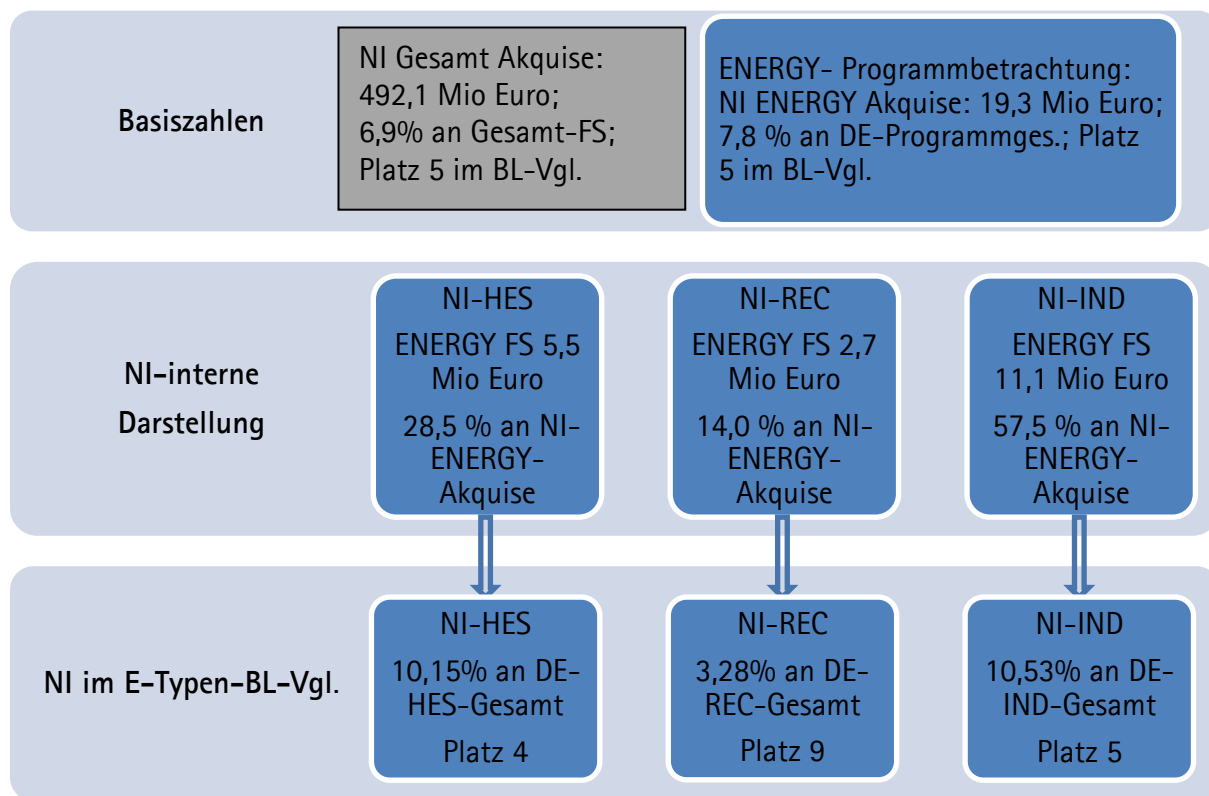 Basiszahlen
NI Gesamt Akquise:
492,1 Mio Euro;
6,9% an Gesamt-FS;
Platz 5 im BL-Vgl.
ENERGY- Programmbetrachtung:
NI ENERGY Akquise: 19,3 Mio Euro;
7,8 % an DE-Programmges.; Platz
5 im BL-Vgl.
NI-interne
Darstellung
NI-HES
ENERGY FS 5,5
Mio Euro
28,5 % an NI-
ENERGY-
Akquise
NI-REC
ENERGY FS 2,7
Mio Euro
14,0 % an NI-
ENERGY-
Akquise
NI-IND
ENERGY FS
11,1 Mio Euro
57,5 % an NI-
ENERGY-
Akquise
NI im E-Typen-BL-Vgl.
NI-HES
10,15% an DE-
HES-Gesamt
Platz 4
NI-REC
3,28% an DE-
REC-Gesamt
Platz 9
NI-IND
10,53% an DE-
IND-Gesamt
Platz 5